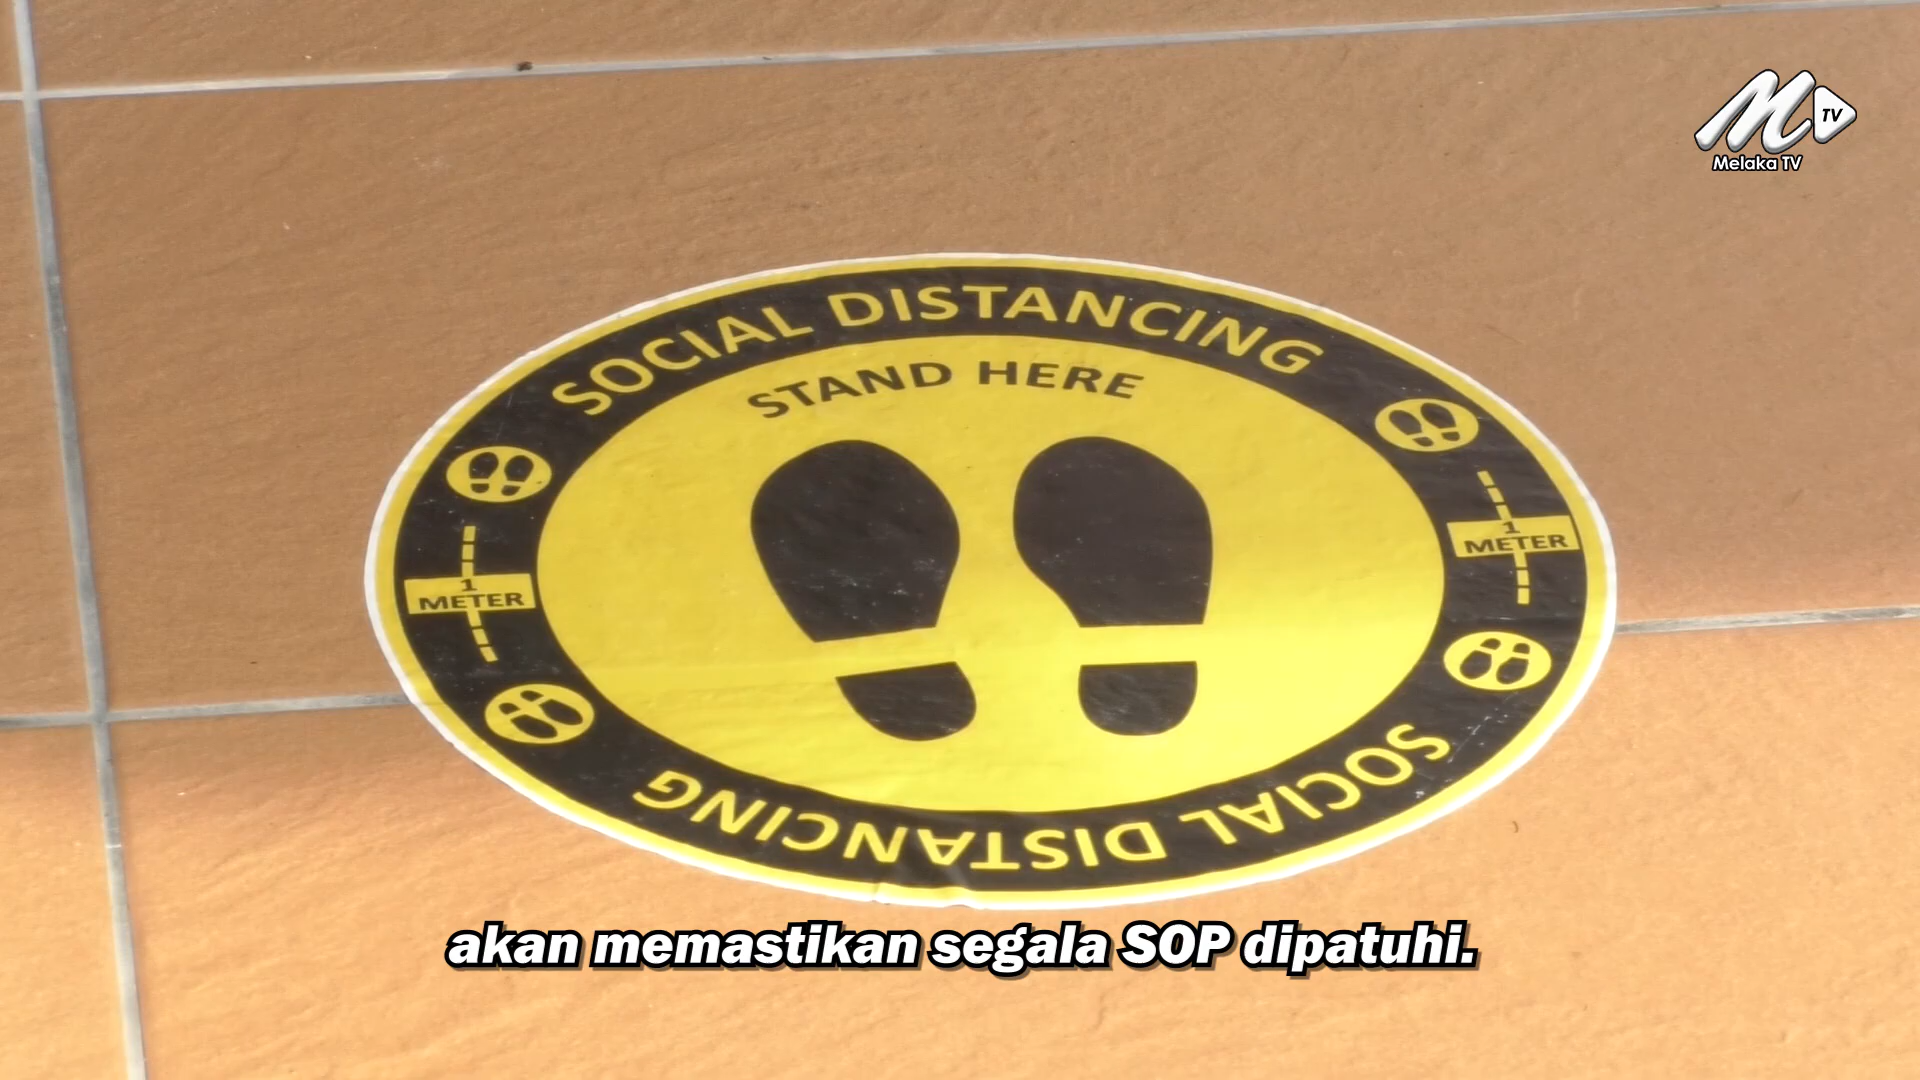 M TV
Melaka TV
SOCIAL DISTANCING
STAND HERE
1
METER
1
METER
SOCIAL DISTANCING
akan memastikan segala SOP dipatuhi.